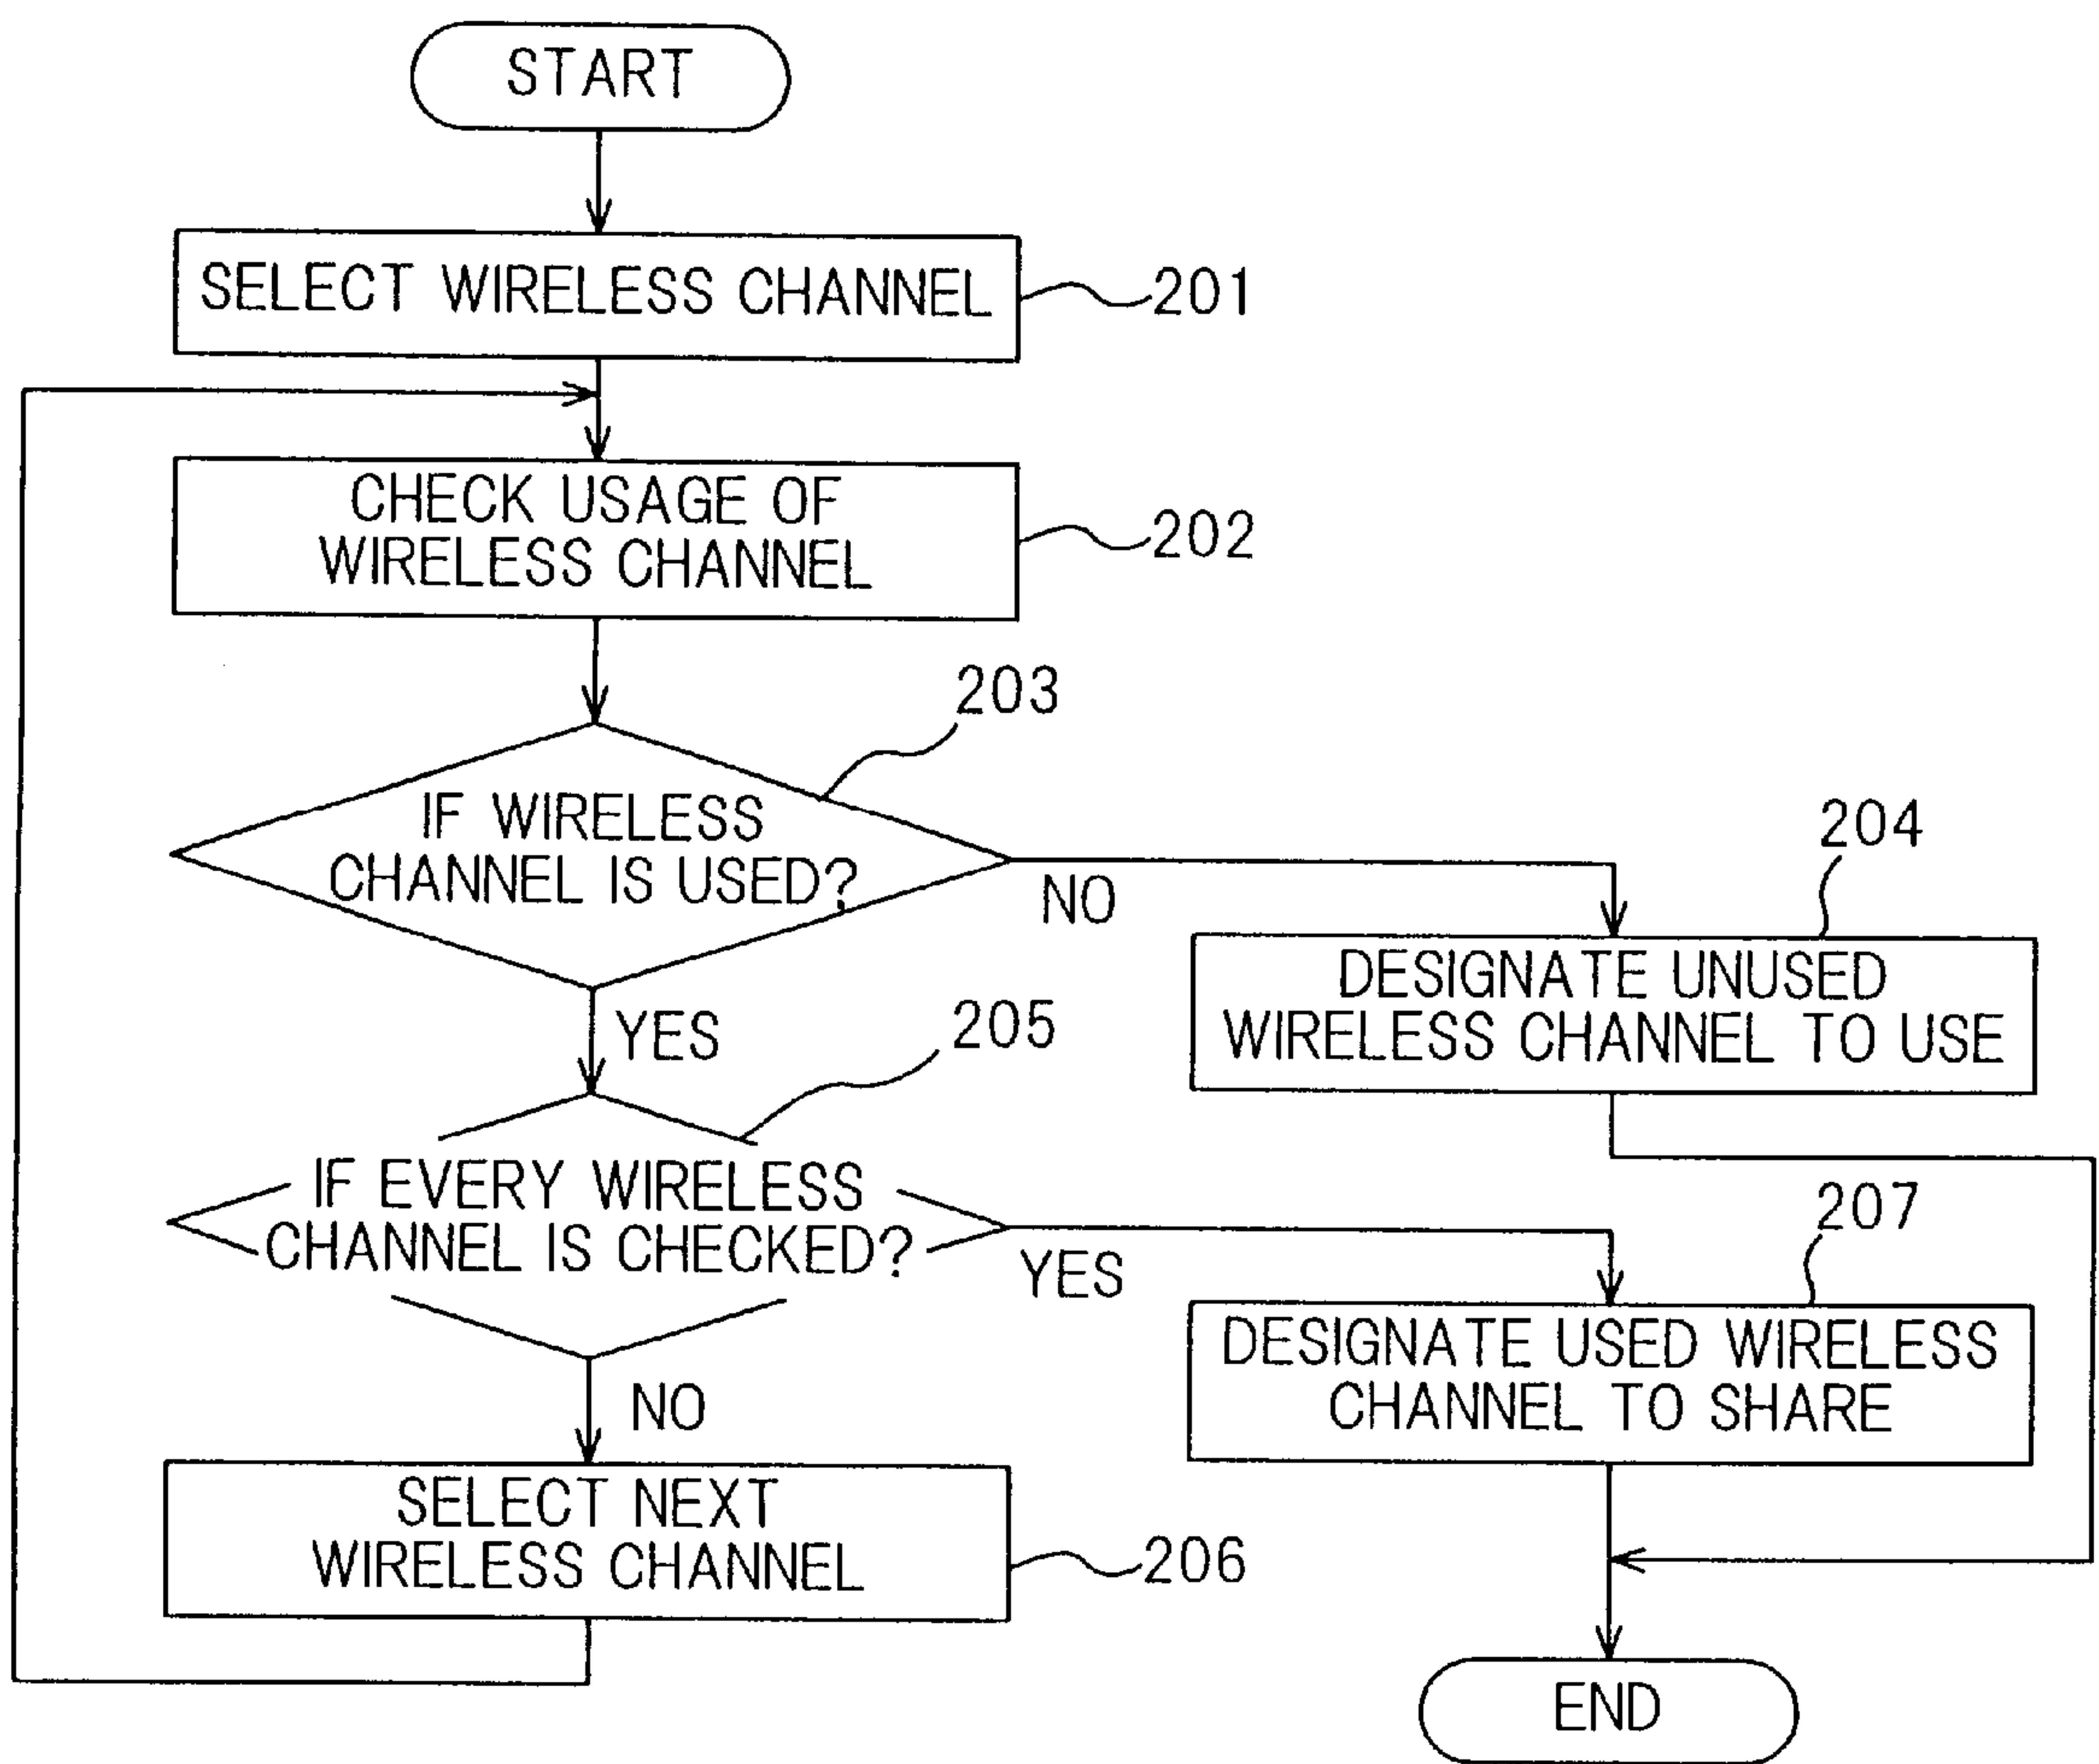 START
SELECT WIRELESS CHANNEL
201
CHECK USAGE OF
WIRELESS CHANNEL
202
203
IF WIRELESS
CHANNEL IS USED?
NO
204
DESIGNATE UNUSED
WIRELESS CHANNEL TO USE
YES
205
IF EVERY WIRELESS
CHANNEL IS CHECKED?
YES
207
DESIGNATE USED WIRELESS
CHANNEL TO SHARE
NO
SELECT NEXT
WIRELESS CHANNEL
206
END